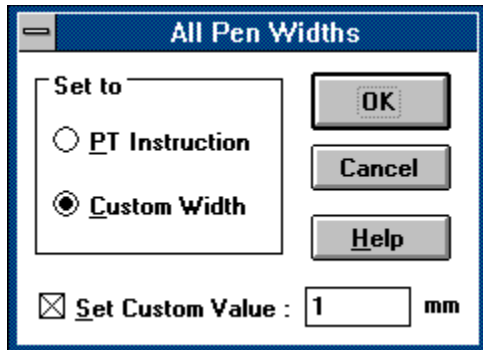 All Pen Widths
Set to
PT Instruction
Custom Width
OK
Cancel
Help
Set Custom Value : 1 mm